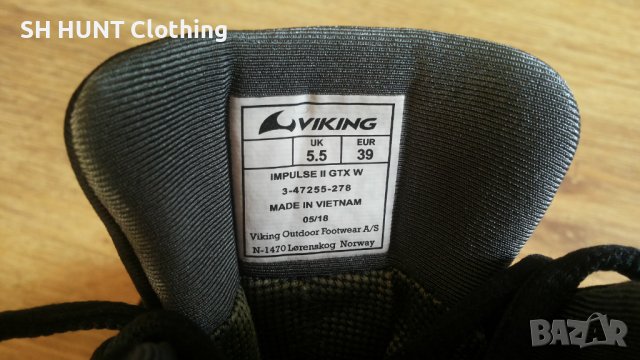 SH HUNT Clothing
VIKING
UK EUR
5.5 39
IMPULSE II GTX W
3-47255-278
MADE IN VIETNAM
05/18
Viking Outdoor Footwear A/S
N-1470 Lørenskog Norway
BAZAR